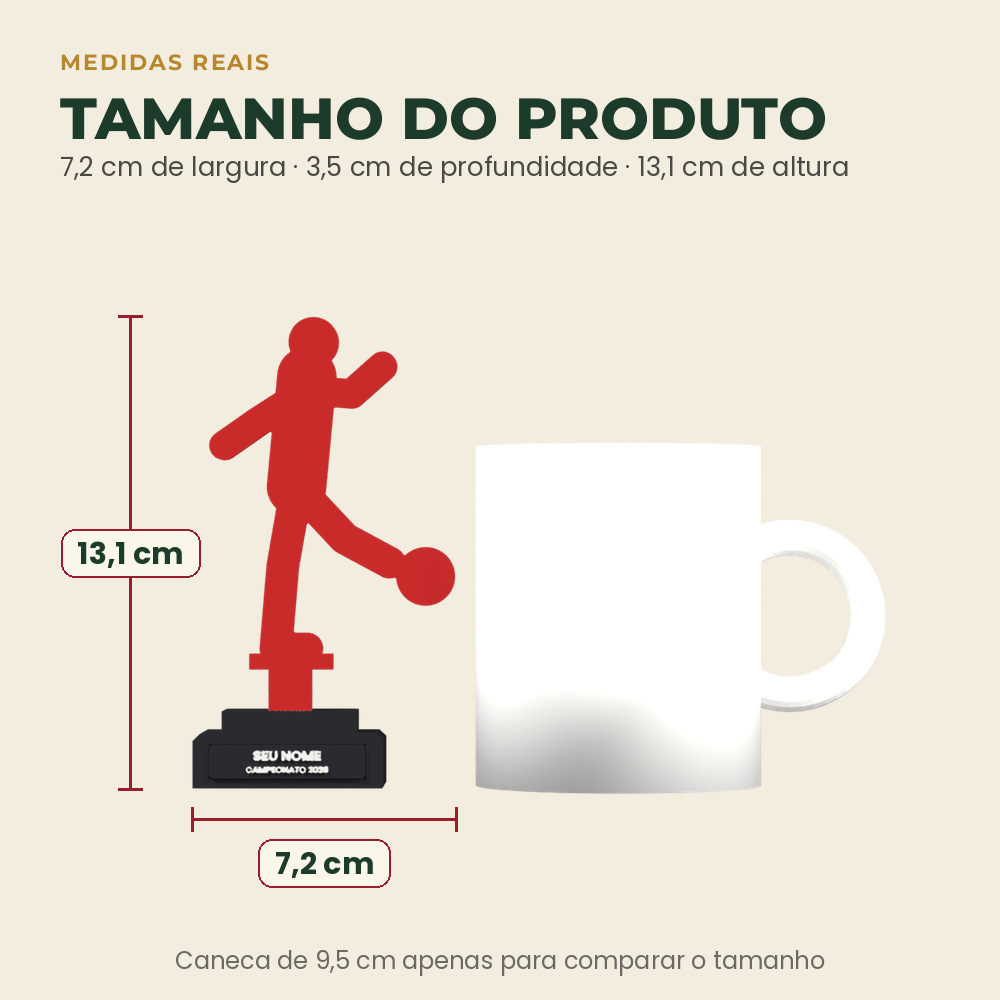 MEDIDAS REAIS
TAMANHO DO PRODUTO
7,2 cm de largura · 3,5 cm de profundidade · 13,1 cm de altura
13,1 cm
SEU NOME
CAMPEONATO 2026
7,2 cm
Caneca de 9,5 cm apenas para comparar o tamanho